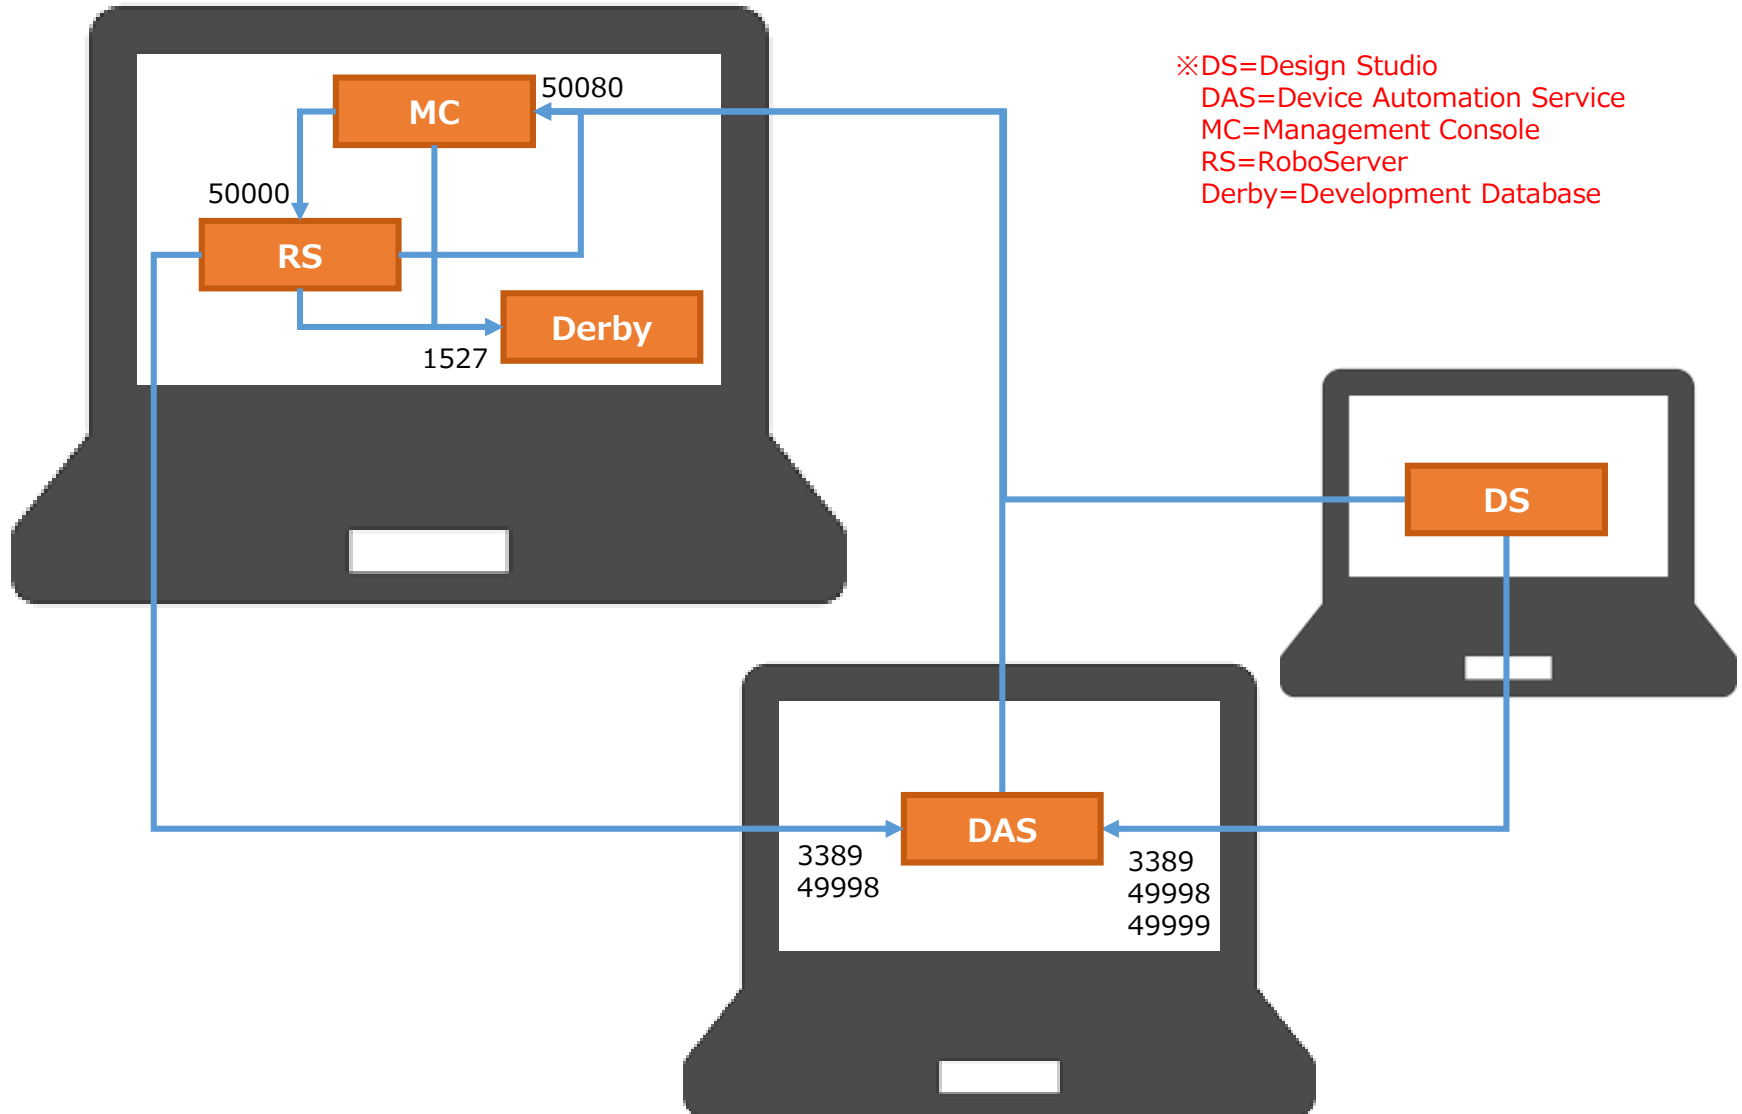 ※DS=Design Studio
DAS=Device Automation Service
MC=Management Console
RS=RoboServer
Derby=Development Database
MC
50080
50000
RS
Derby
1527
DS
DAS
3389
49998
3389
49998
49999